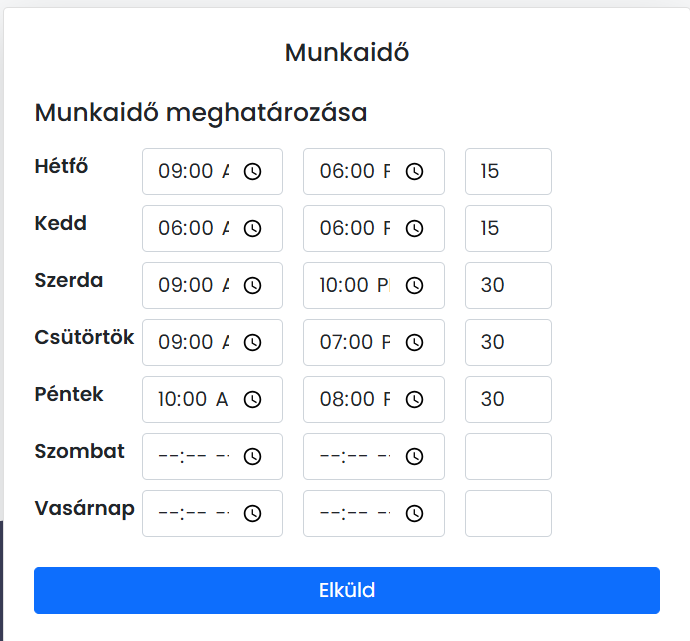 Munkaidő
Munkaidő meghatározása
Hétfő 09:00 A 06:00 P 15
Kedd 06:00 A 06:00 P 15
Szerda 09:00 A 10:00 P 30
Csütörtök 09:00 A 07:00 P 30
Péntek 10:00 A 08:00 P 30
Szombat --:-- -- --:-- --
Vasárnap --:-- -- --:-- --
Elküld